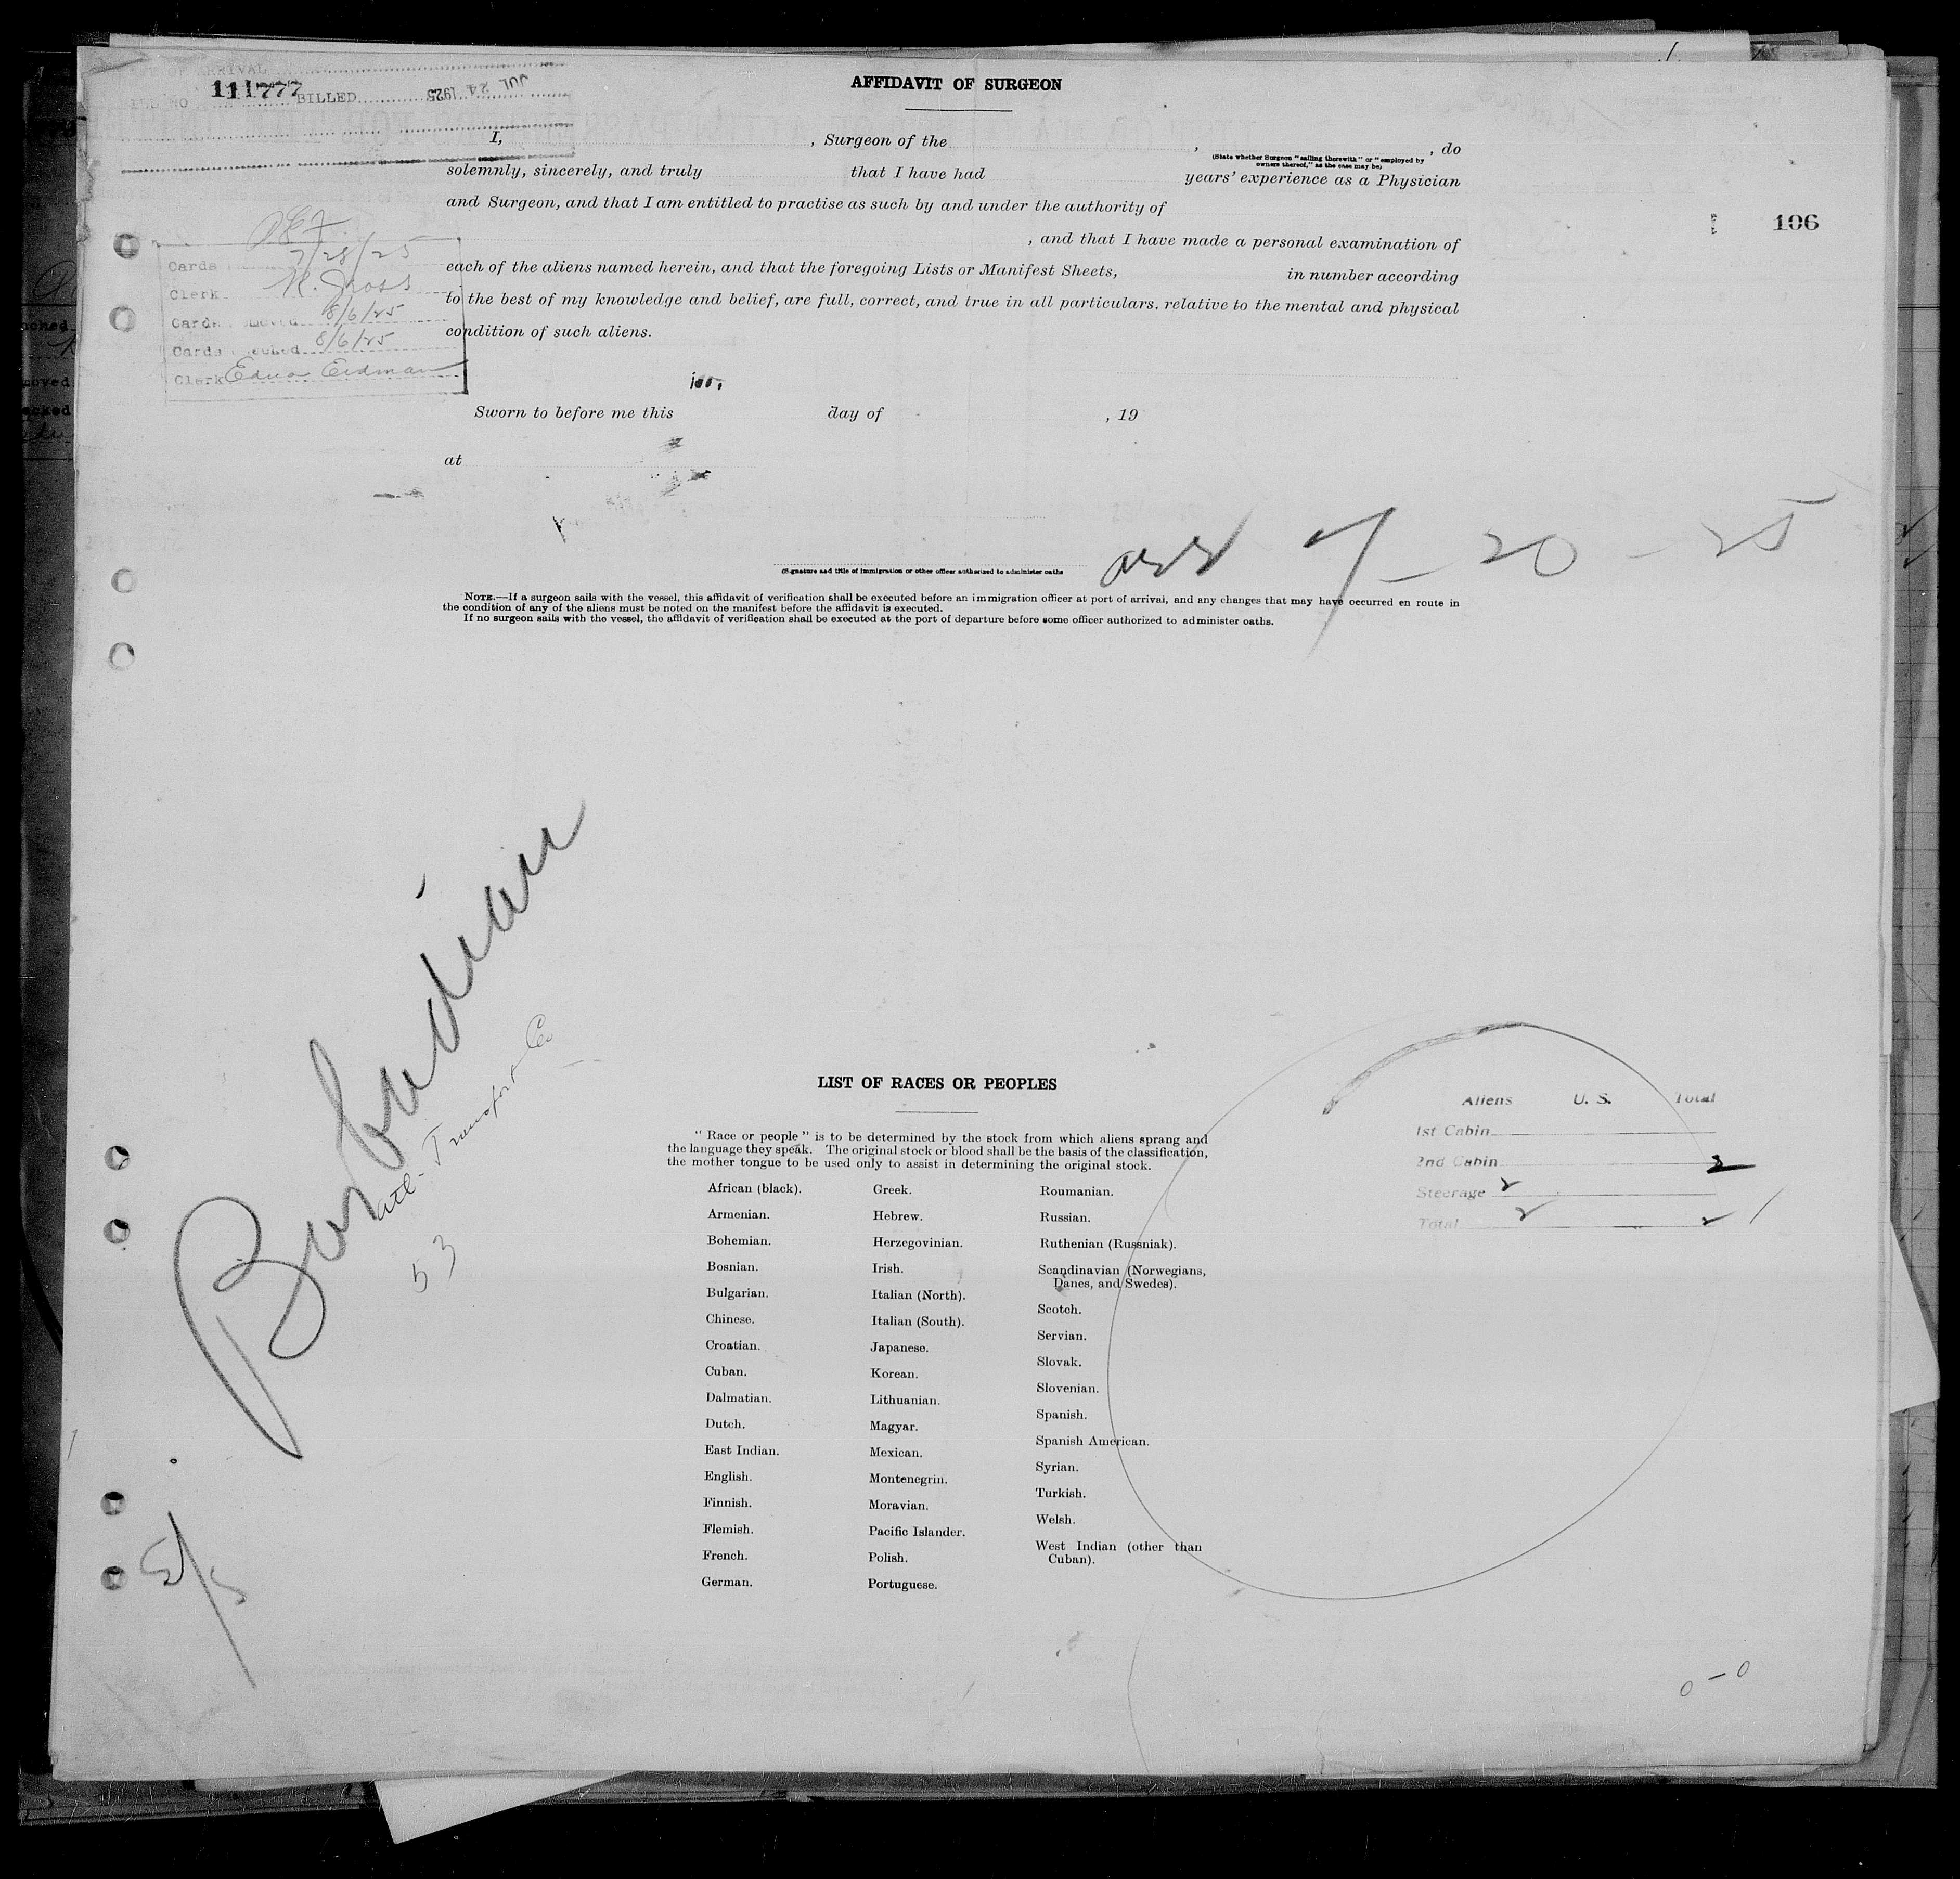 ARRIVAL
NO 111777 BILLED JUL 24 1925
AFFIDAVIT OF SURGEON
I, , Surgeon of the , , do
(State whether Surgeon "sailing therewith" or "employed by
owners thereof," as the case may be)
solemnly, sincerely, and truly that I have had years' experience as a Physician
and Surgeon, and that I am entitled to practise as such by and under the authority of
106
, and that I have made a personal examination of
each of the aliens named herein, and that the foregoing Lists or Manifest Sheets, in number according
to the best of my knowledge and belief, are full, correct, and true in all particulars. relative to the mental and physical
condition of such aliens.
Cards 7/28/25
Clerk
Cards 8/6/25
Cards 8/6/25
Clerk Edna Erdman
Sworn to before me this day of , 19
at
arr 7-20-25
(Signature and title of immigration or other officer authorized to administer oaths
NOTE.—If a surgeon sails with the vessel, this affidavit of verification shall be executed before an immigration officer at port of arrival, and any changes that may have occurred en route in
the condition of any of the aliens must be noted on the manifest before the affidavit is executed.
If no surgeon sails with the vessel, the affidavit of verification shall be executed at the port of departure before some officer authorized to administer oaths.
Barbadian
Atl-Transport Co
53
LIST OF RACES OR PEOPLES
"Race or people" is to be determined by the stock from which aliens sprang and
the language they speak. The original stock or blood shall be the basis of the classification,
the mother tongue to be used only to assist in determining the original stock.
African (black).
Armenian.
Bohemian.
Bosnian.
Bulgarian.
Chinese.
Croatian.
Cuban.
Dalmatian.
Dutch.
East Indian.
English.
Finnish.
Flemish.
French.
German.
Greek.
Hebrew.
Herzegovinian.
Irish.
Italian (North).
Italian (South).
Japanese.
Korean.
Lithuanian.
Magyar.
Mexican.
Montenegrin.
Moravian.
Pacific Islander.
Polish.
Portuguese.
Roumanian.
Russian.
Ruthenian (Russniak).
Scandinavian (Norwegians,
Danes, and Swedes).
Scotch.
Servian.
Slovak.
Slovenian.
Spanish.
Spanish American.
Syrian.
Turkish.
Welsh.
West Indian (other than
Cuban).
Aliens U. S. Total
1st Cabin
2nd Cabin 2
Steerage 2
Total 2 2
0-0